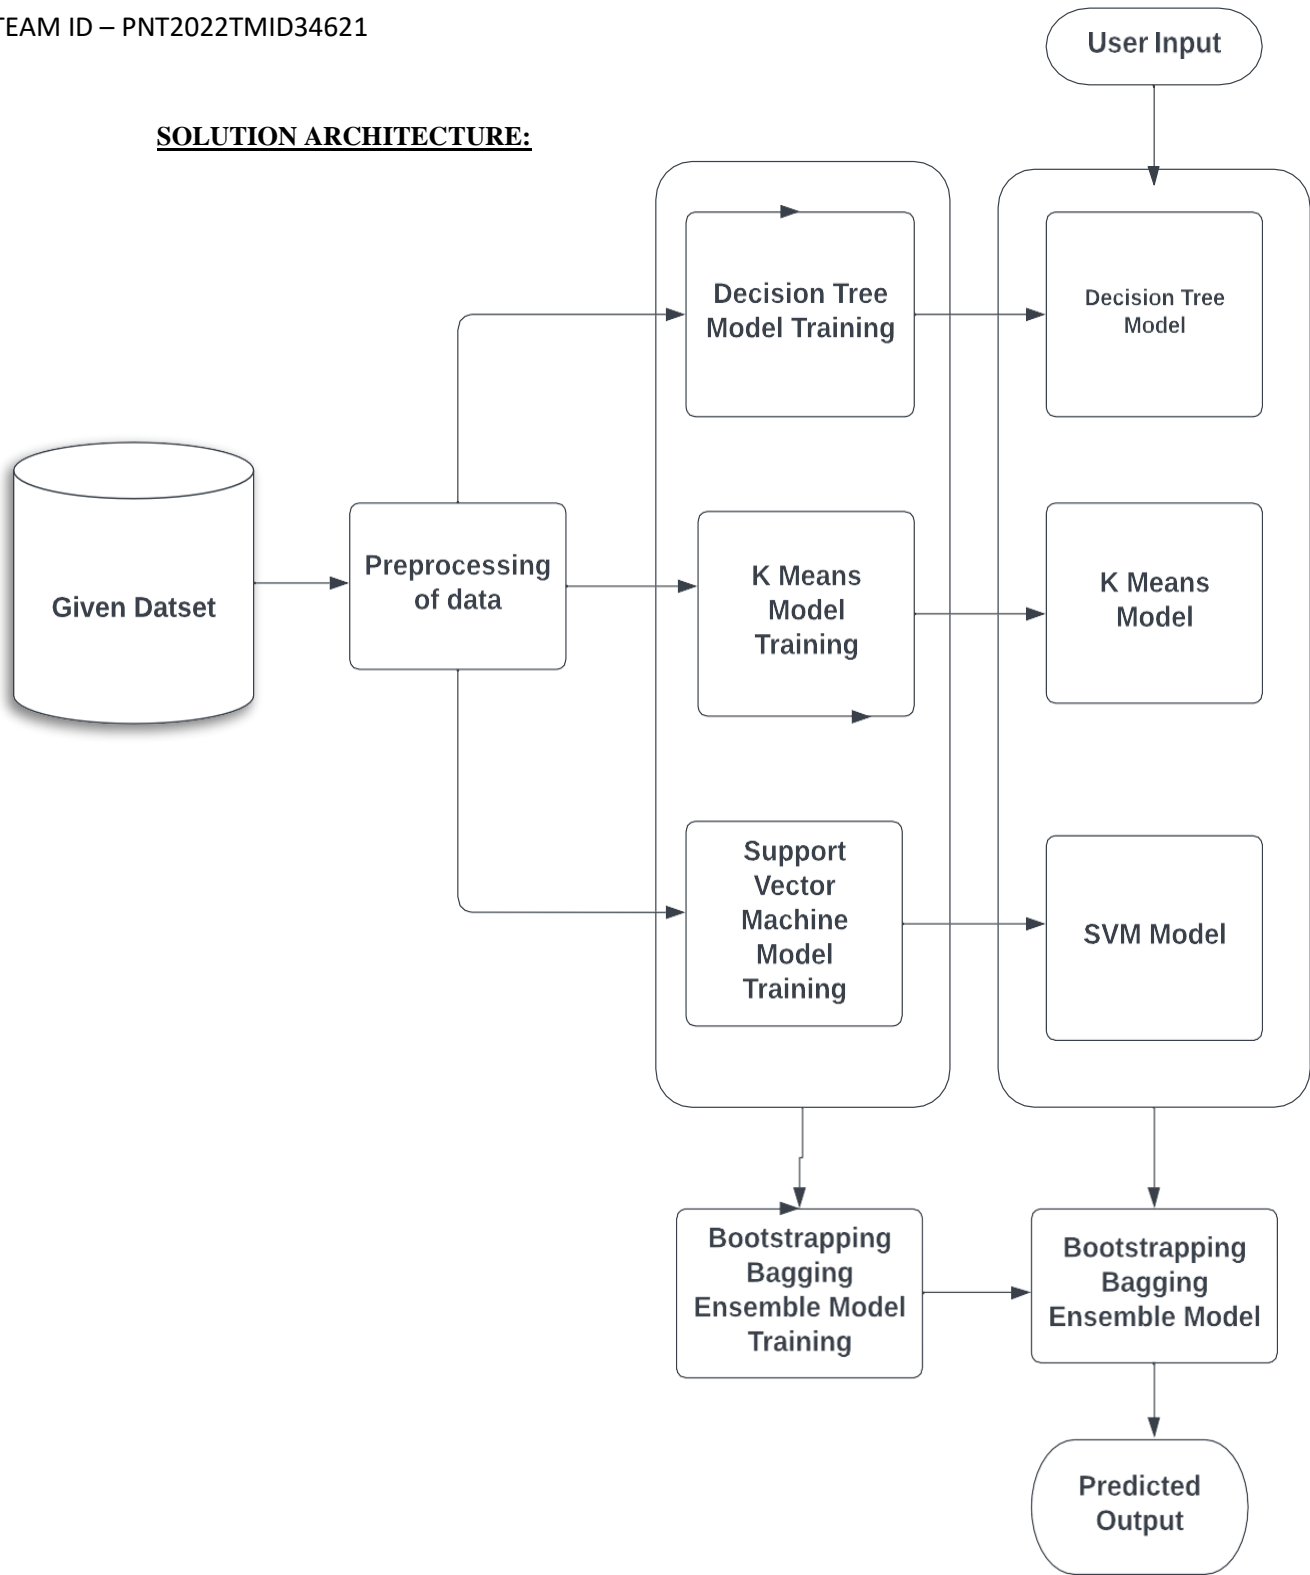 TEAM ID – PNT2022TMID34621
User Input
SOLUTION ARCHITECTURE:
Decision Tree
Model Training
Decision Tree
Model
Given Datset
Preprocessing
of data
K Means
Model
Training
K Means
Model
Support
Vector
Machine
Model
Training
SVM Model
Bootstrapping
Bagging
Ensemble Model
Training
Bootstrapping
Bagging
Ensemble Model
Predicted
Output